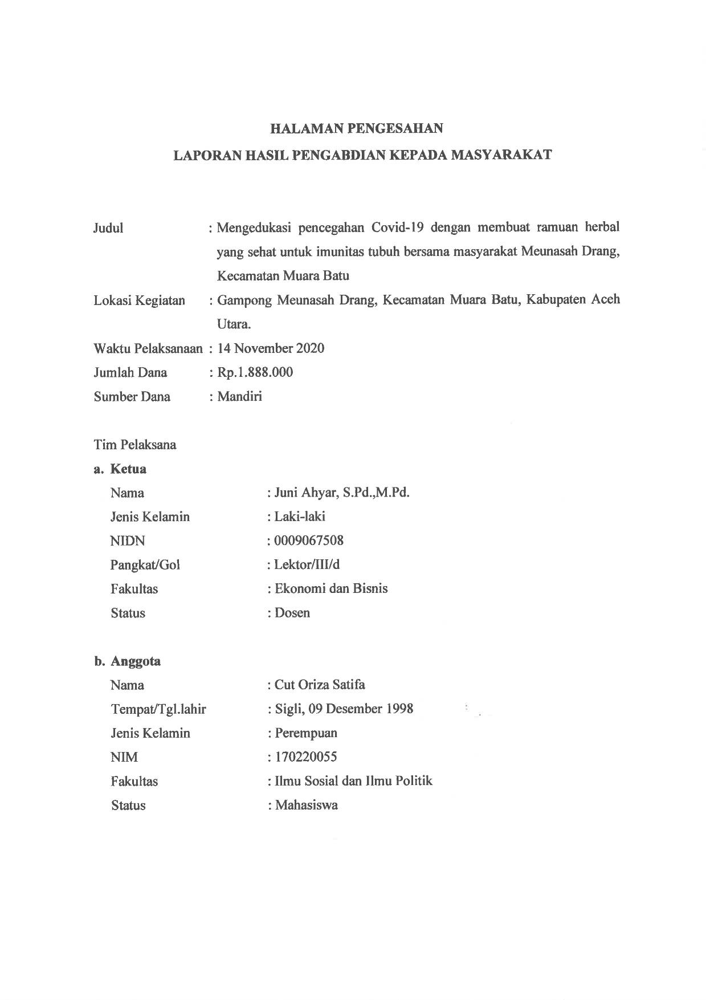 HALAMAN PENGESAHAN
LAPORAN HASIL PENGABDIAN KEPADA MASYARAKAT
Judul : Mengedukasi pencegahan Covid-19 dengan membuat ramuan herbal
yang sehat untuk imunitas tubuh bersama masyarakat Meunasah Drang,
Kecamatan Muara Batu
Lokasi Kegiatan : Gampong Meunasah Drang, Kecamatan Muara Batu, Kabupaten Aceh
Utara.
Waktu Pelaksanaan : 14 November 2020
Jumlah Dana : Rp.1.888.000
Sumber Dana : Mandiri
Tim Pelaksana
a. Ketua
Nama : Juni Ahyar, S.Pd.,M.Pd.
Jenis Kelamin : Laki-laki
NIDN : 0009067508
Pangkat/Gol : Lektor/III/d
Fakultas : Ekonomi dan Bisnis
Status : Dosen
b. Anggota
Nama : Cut Oriza Satifa
Tempat/Tgl.lahir : Sigli, 09 Desember 1998
Jenis Kelamin : Perempuan
NIM : 170220055
Fakultas : Ilmu Sosial dan Ilmu Politik
Status : Mahasiswa